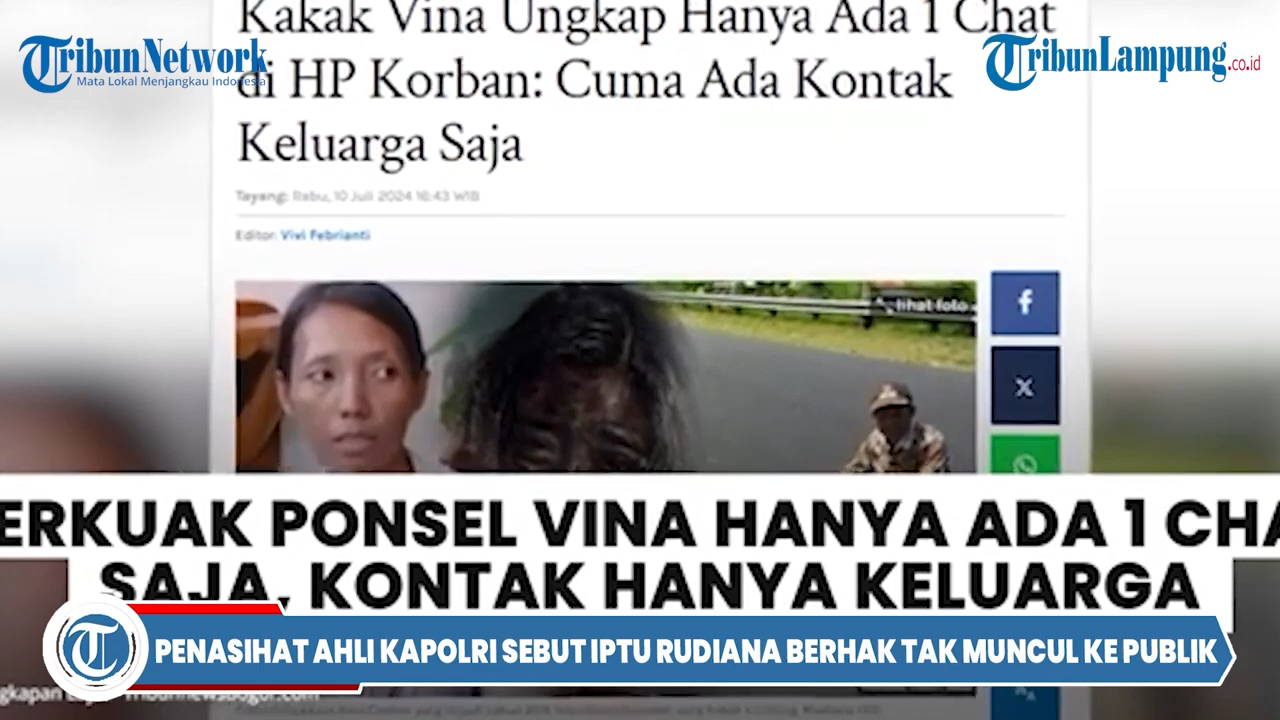 Kakak Vina Ungkap Hanya Ada 1 Chat
TribunNetwork
Mata Lokal Menjangkau Indonesia
TribunLampung.co.id
di HP Korban: Cuma Ada Kontak
Keluarga Saja
Tayang: Rabu, 10 Juli 2024 16:43 WIB
Editor: Vivi Febrianti
lihat foto
ERKUAK PONSEL VINA HANYA ADA 1 CHA
SAJA, KONTAK HANYA KELUARGA
PENASIHAT AHLI KAPOLRI SEBUT IPTU RUDIANA BERHAK TAK MUNCUL KE PUBLIK